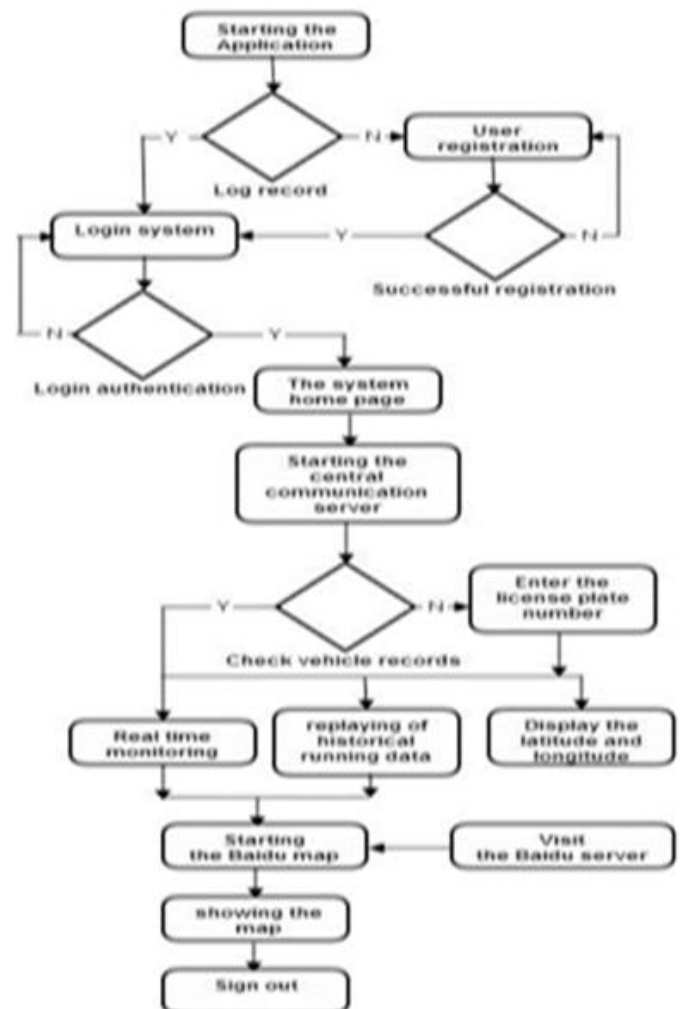 Starting the
Application
Y
N
User
registration
Log record
Login system
Y
N
Successful registration
N
Y
Login authentication
The system
home page
Starting the
central
communication
server
Y
N
Enter the
license plate
number
Check vehicle records
Real time
monitoring
replaying of
historical
running data
Display the
latitude and
longitude
Starting
the Baidu map
Visit
the Baidu server
showing the
map
Sign out